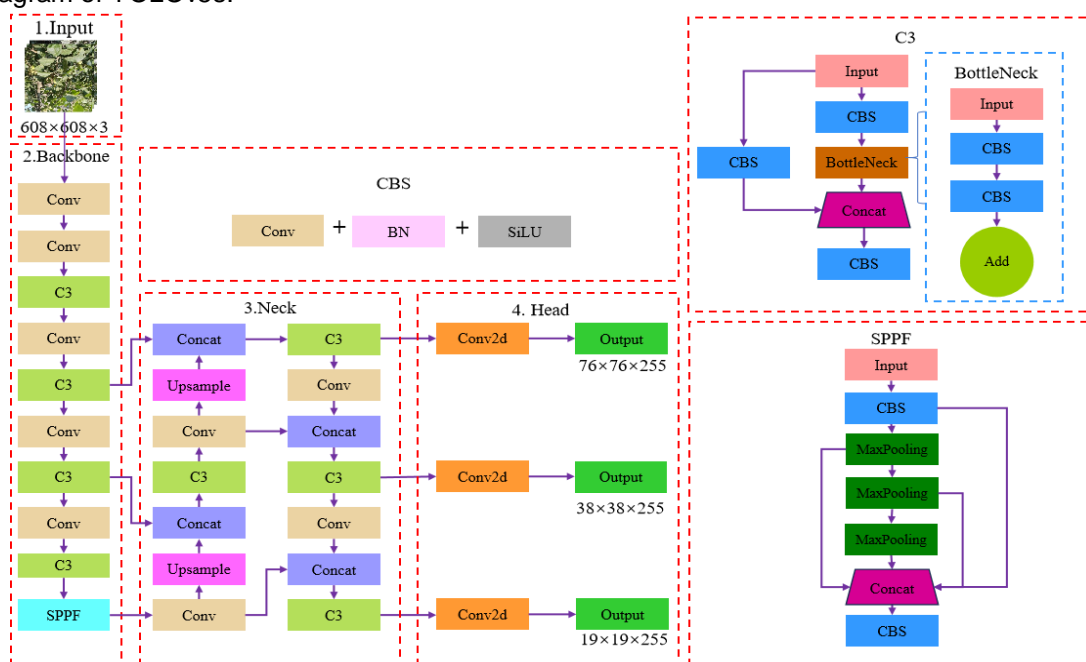 1.Input
608×608×3
2.Backbone
Conv
Conv
C3
Conv
C3
Conv
C3
Conv
C3
SPPF
CBS
Conv + BN + SiLU
3.Neck
Concat
Upsample
Conv
C3
Concat
Upsample
Conv
C3
Conv
Concat
C3
Conv
Concat
C3
4. Head
Conv2d
Output
76×76×255
Conv2d
Output
38×38×255
Conv2d
Output
19×19×255
C3
Input
CBS
CBS
BottleNeck
Concat
CBS
BottleNeck
Input
CBS
CBS
Add
SPPF
Input
CBS
MaxPooling
MaxPooling
MaxPooling
Concat
CBS